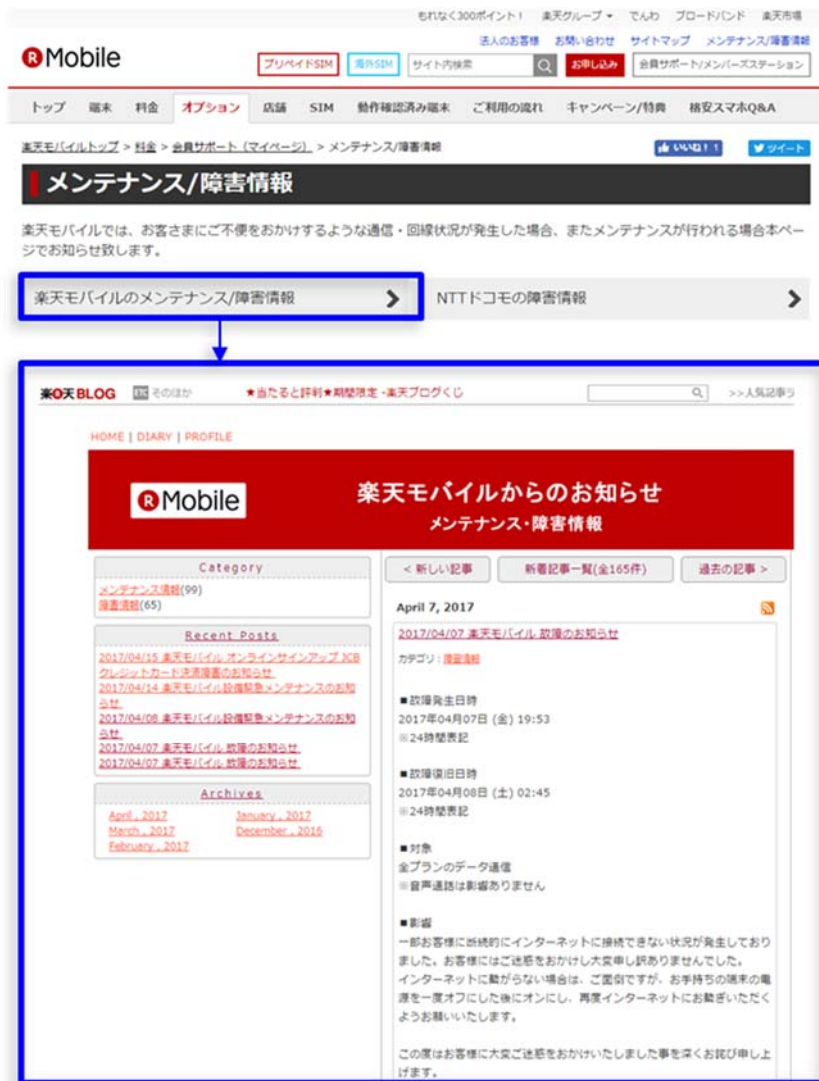 もれなく300ポイント！ 楽天グループ▼ でんわ ブロードバンド 楽天市場
法人のお客様 お問い合わせ サイトマップ メンテナンス/障害情報
R Mobile プリペイドSIM 海外SIM サイト内検索 お申し込み 会員サポート/メンバーズステーション
トップ 端末 料金 オプション 店舗 SIM 動作確認済み端末 ご利用の流れ キャンペーン/特典 格安スマホQ&A
楽天モバイルトップ > 料金 > 会員サポート（マイページ） > メンテナンス/障害情報 いいね！ 1 ツイート
メンテナンス/障害情報
楽天モバイルでは、お客さまにご不便をおかけするような通信・回線状況が発生した場合、またメンテナンスが行われる場合本ペー
ジでお知らせ致します。
楽天モバイルのメンテナンス/障害情報 NTTドコモの障害情報
楽天BLOG そのほか ★当たると評判★期間限定 -楽天ブログくじ >>人気記事ラ
HOME | DIARY | PROFILE
R Mobile 楽天モバイルからのお知らせ
メンテナンス・障害情報
Category
メンテナンス情報(99)
障害情報(65)
Recent Posts
2017/04/15 楽天モバイル オンラインサインアップ JCB
クレジットカード決済障害のお知らせ
2017/04/14 楽天モバイル設備緊急メンテナンスのお知
らせ
2017/04/08 楽天モバイル設備緊急メンテナンスのお知
らせ
2017/04/07 楽天モバイル 故障のお知らせ
2017/04/07 楽天モバイル 故障のお知らせ
Archives
April , 2017 January , 2017
March , 2017 December , 2016
February , 2017
< 新しい記事 新着記事一覧(全165件) 過去の記事 >
April 7, 2017
2017/04/07 楽天モバイル 故障のお知らせ
カテゴリ：障害情報
■故障発生日時
2017年04月07日 (金) 19:53
※24時間表記
■故障復旧日時
2017年04月08日 (土) 02:45
※24時間表記
■対象
全プランのデータ通信
※音声通話は影響ありません
■影響
一部お客様に断続的にインターネットに接続できない状況が発生しており
ました。お客様にはご迷惑をおかけし大変申し訳ありませんでした。
インターネットに繋がらない場合は、ご面倒ですが、お手持ちの端末の電
源を一度オフにした後にオンにし、再度インターネットにお繋ぎいただく
ようお願いいたします。
この度はお客様に大変ご迷惑をおかけいたしました事を深くお詫び申し上
げます。